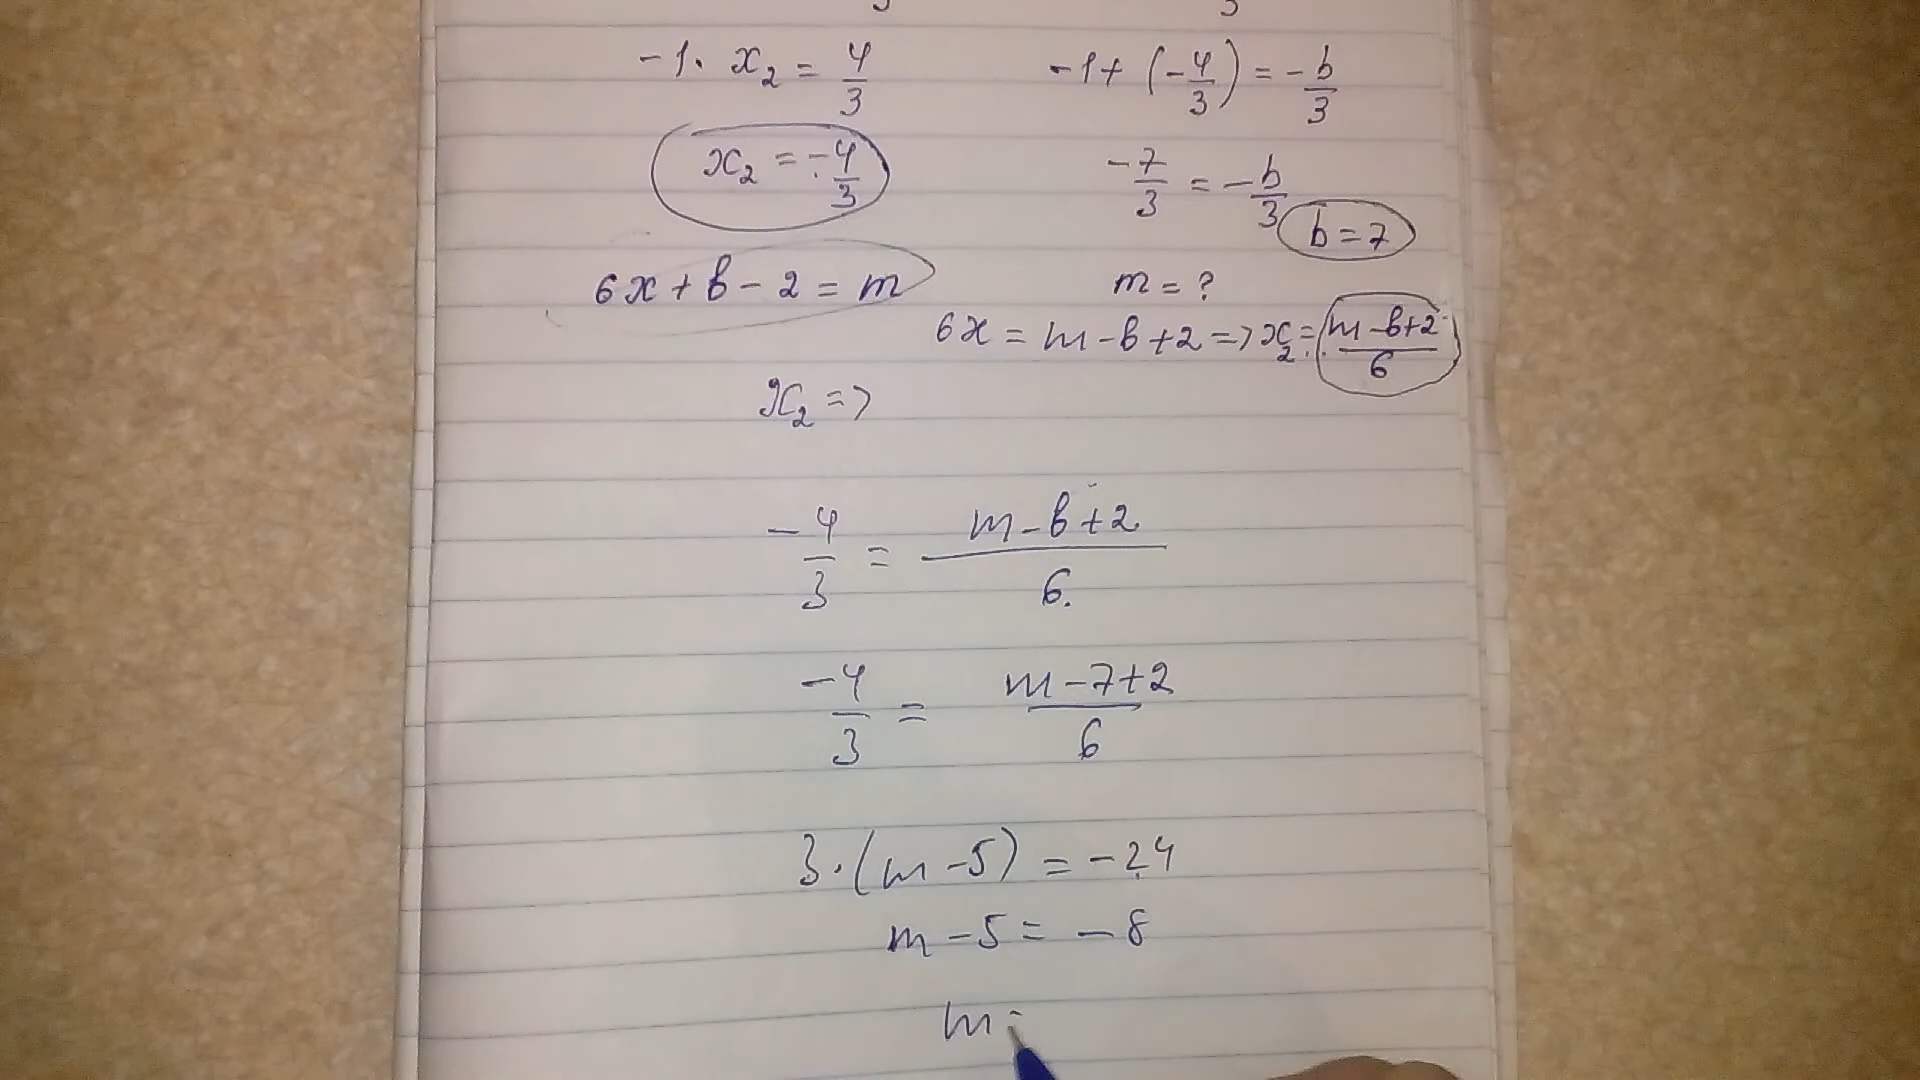 -1 · x₂ = 4/3
-1 + (-4/3) = -b/3
x₂ = -4/3
-7/3 = -b/3
b = 7
6x + b - 2 = m
m = ?
6x = m - b + 2 => x₂ = (m - b + 2)/6
x₂ =>
-4/3 = (m - b + 2)/6
-4/3 = (m - 7 + 2)/6
3 · (m - 5) = -24
m - 5 = -8
m =